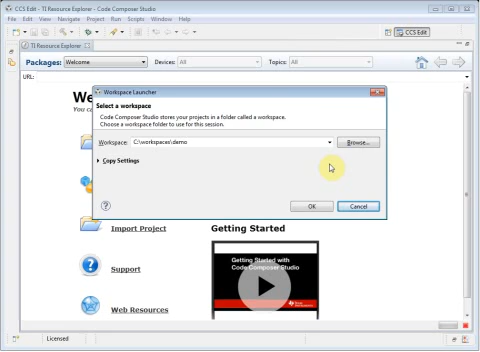 CCS Edit - TI Resource Explorer - Code Composer Studio
File Edit View Navigate Project Run Scripts Window Help
CCS Edit
TI Resource Explorer
Packages: Welcome Devices: All Topics: All
URL:
We
You ca
Workspace Launcher
Select a workspace
Code Composer Studio stores your projects in a folder called a workspace.
Choose a workspace folder to use for this session.
Workspace: C:\workspaces\demo Browse...
Copy Settings
OK Cancel
Import Project
Getting Started
Getting Started with
Code Composer Studio
Support
Web Resources
Licensed